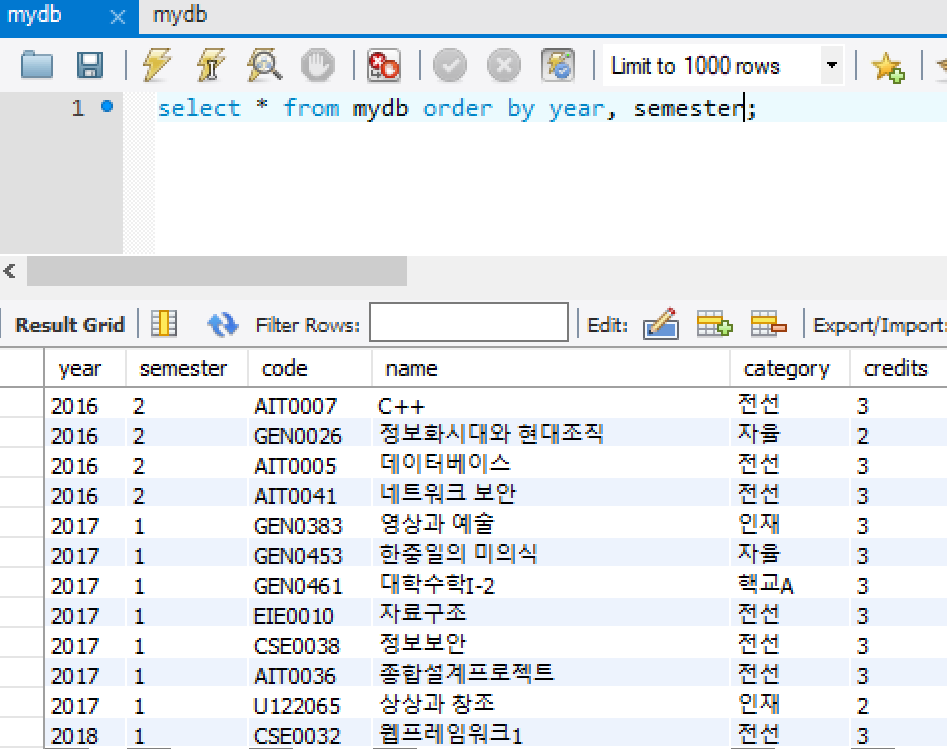 mydb × mydb
Limit to 1000 rows
1 select * from mydb order by year, semester;
Result Grid Filter Rows: Edit: Export/Import:
year semester code name category credits
2016 2 AIT0007 C++ 전선 3
2016 2 GEN0026 정보화시대와 현대조직 자율 2
2016 2 AIT0005 데이터베이스 전선 3
2016 2 AIT0041 네트워크 보안 전선 3
2017 1 GEN0383 영상과 예술 인재 3
2017 1 GEN0453 한중일의 미의식 자율 3
2017 1 GEN0461 대학수학I-2 핵교A 3
2017 1 EIE0010 자료구조 전선 3
2017 1 CSE0038 정보보안 전선 3
2017 1 AIT0036 종합설계프로젝트 전선 3
2017 1 U122065 상상과 창조 인재 2
2018 1 CSE0032 웹프레임워크1 전선 3